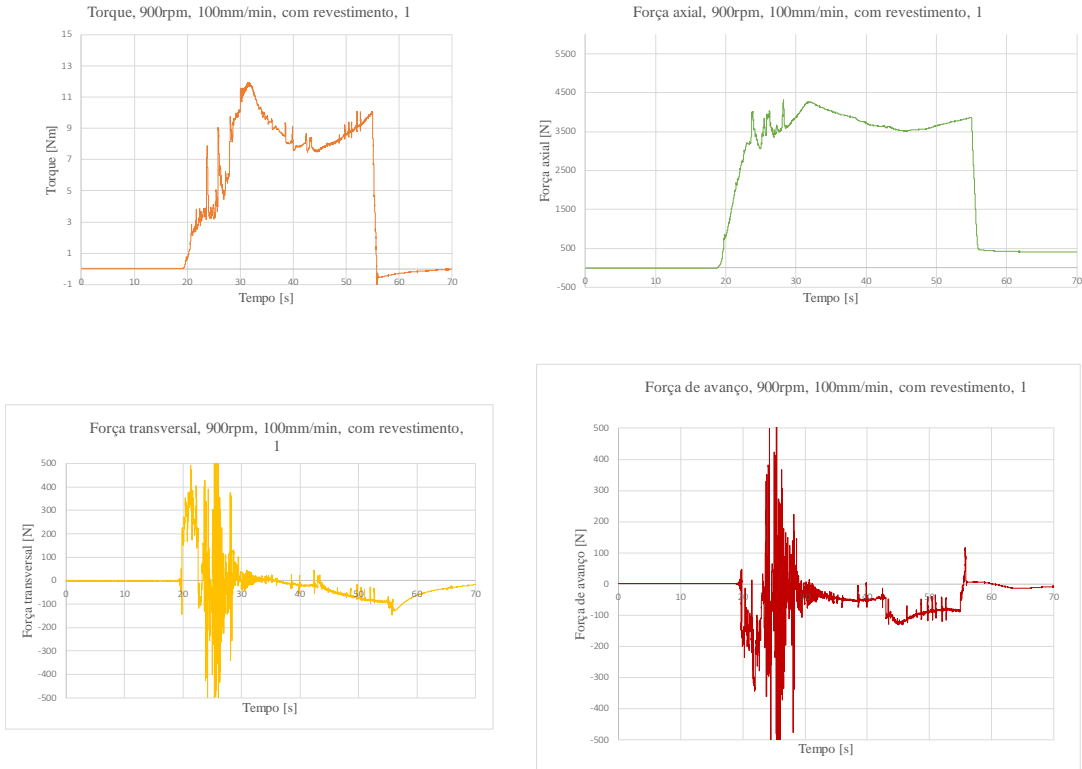 Torque, 900rpm, 100mm/min, com revestimento, 1
15
13
11
9
7
5
3
1
-1
Torque [Nm]
0 10 20 30 40 50 60 70
Tempo [s]
Força axial, 900rpm, 100mm/min, com revestimento, 1
5500
4500
3500
2500
1500
500
-500
Força axial [N]
0 10 20 30 40 50 60 70
Tempo [s]
Força transversal, 900rpm, 100mm/min, com revestimento,
1
500
400
300
200
100
0
-100
-200
-300
-400
-500
Força transversal [N]
0 10 20 30 40 50 60 70
Tempo [s]
Força de avanço, 900rpm, 100mm/min, com revestimento, 1
500
400
300
200
100
0
-100
-200
-300
-400
-500
Força de avanço [N]
0 10 20 30 40 50 60 70
Tempo [s]